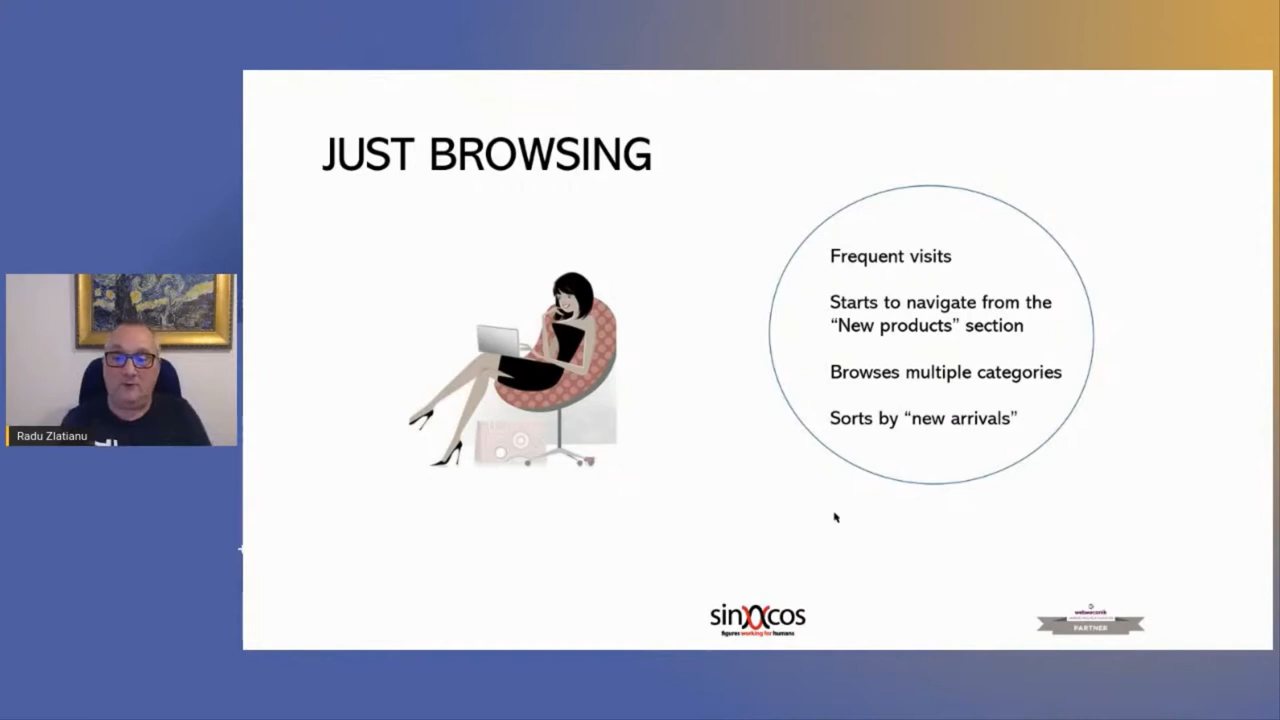 JUST BROWSING
Frequent visits
Starts to navigate from the
“New products” section
Browses multiple categories
Sorts by “new arrivals”
Radu Zlatianu
sinXXcos
figures working for humans
PARTNER